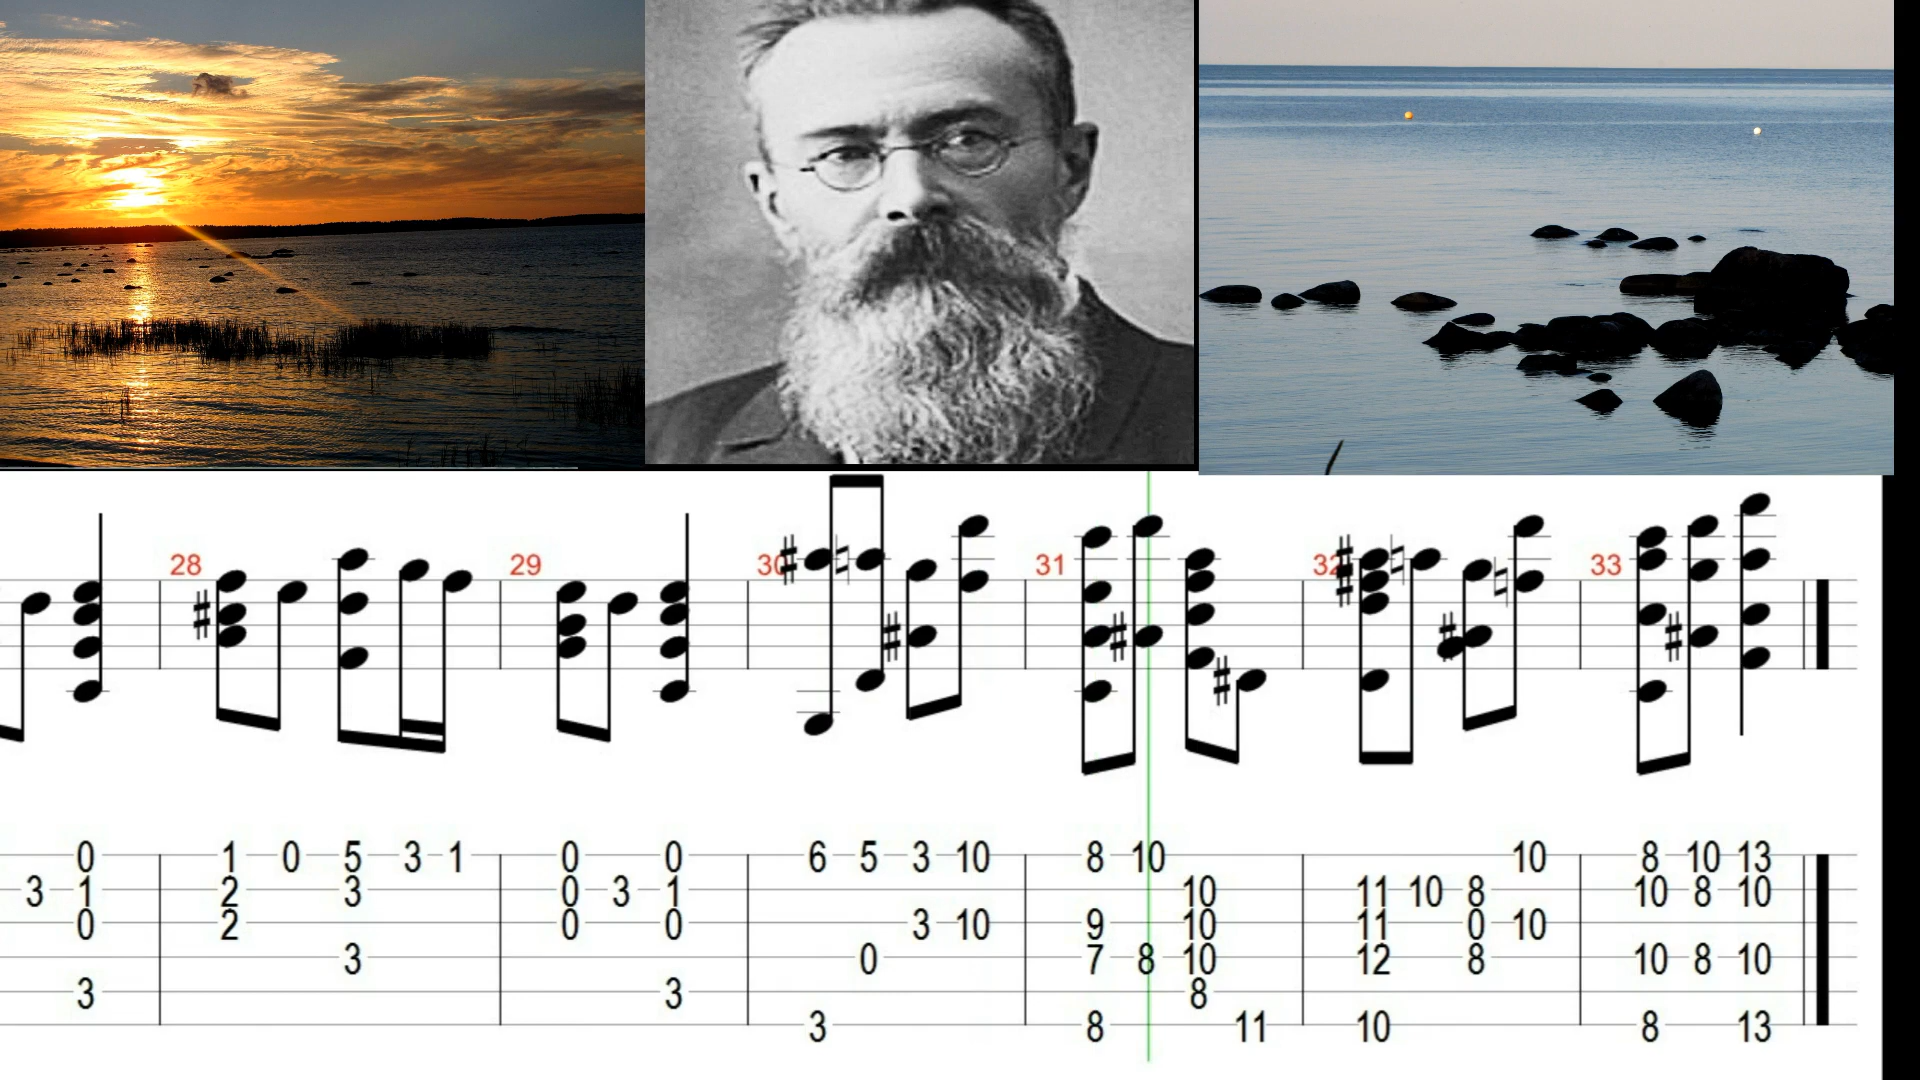 28 29 30 31 32 33
0 1 0 5 3 1 0 0 6 5 3 10 8 10 10 8 10 13
3 1 2 3 0 3 1 10 11 10 8 10 8 10
0 2 0 0 3 10 9 10 11 0 10
3 0 7 8 10 12 8 10 8 10
3 3 8
3 8 11 10 8 13